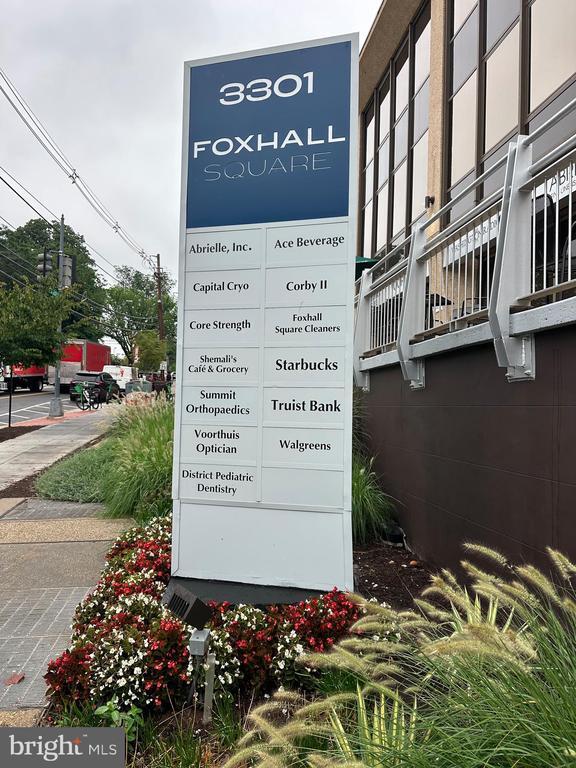 3301
FOXHALL
SQUARE
Abrielle, Inc.
Ace Beverage
Capital Cryo
Corby II
Core Strength
Foxhall
Square Cleaners
Shemali's
Café & Grocery
Starbucks
Summit
Orthopaedics
Truist Bank
Voorthuis
Optician
Walgreens
District Pediatric
Dentistry
bright MLS